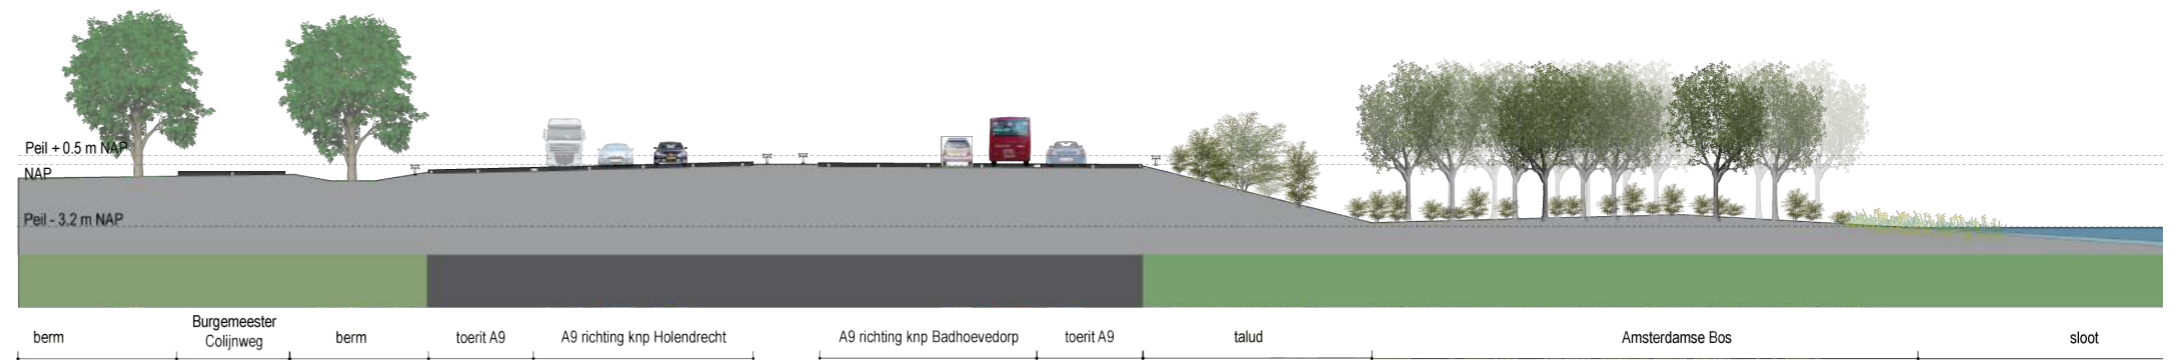 Peil + 0.5 m NAP
NAP
Peil - 3.2 m NAP
berm
Burgemeester
Colijnweg
berm
toerit A9
A9 richting knp Holendrecht
A9 richting knp Badhoevedorp
toerit A9
talud
Amsterdamse Bos
sloot